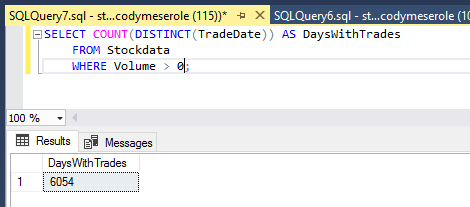 SQLQuery7.sql - st...codymeserole (115))* SQLQuery6.sql - st...codymeserole (10
SELECT COUNT(DISTINCT(TradeDate)) AS DaysWithTrades
FROM Stockdata
WHERE Volume > 0;
100 %
Results Messages
DaysWithTrades
1 6054